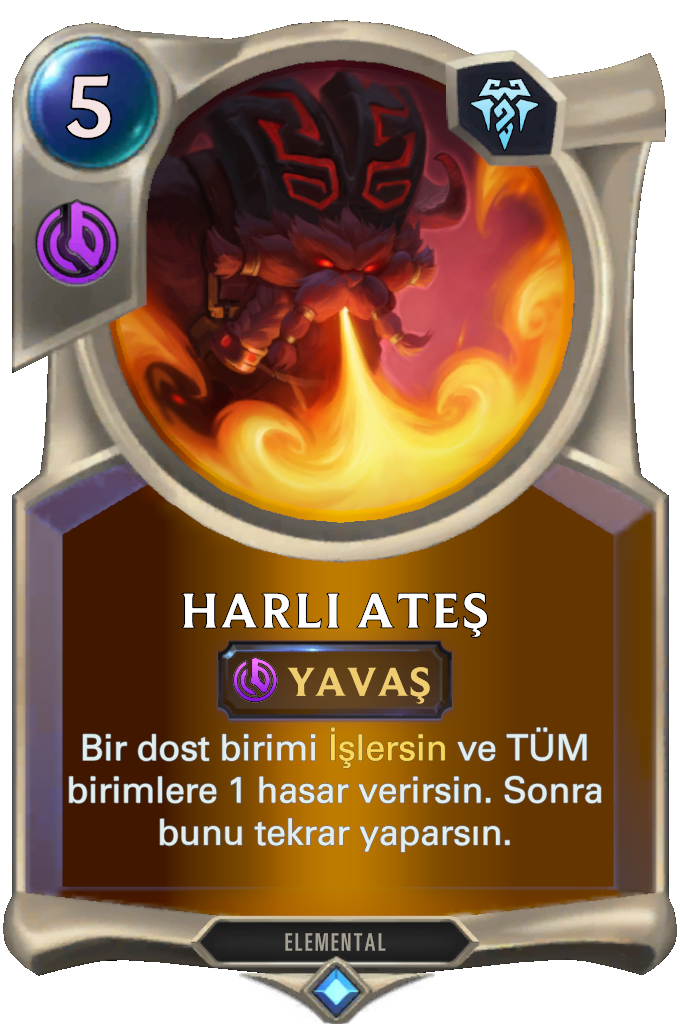 5
HARLI ATEŞ
YAVAŞ
Bir dost birimi İşlersin ve TÜM
birimlere 1 hasar verirsin. Sonra
bunu tekrar yaparsın.
ELEMENTAL